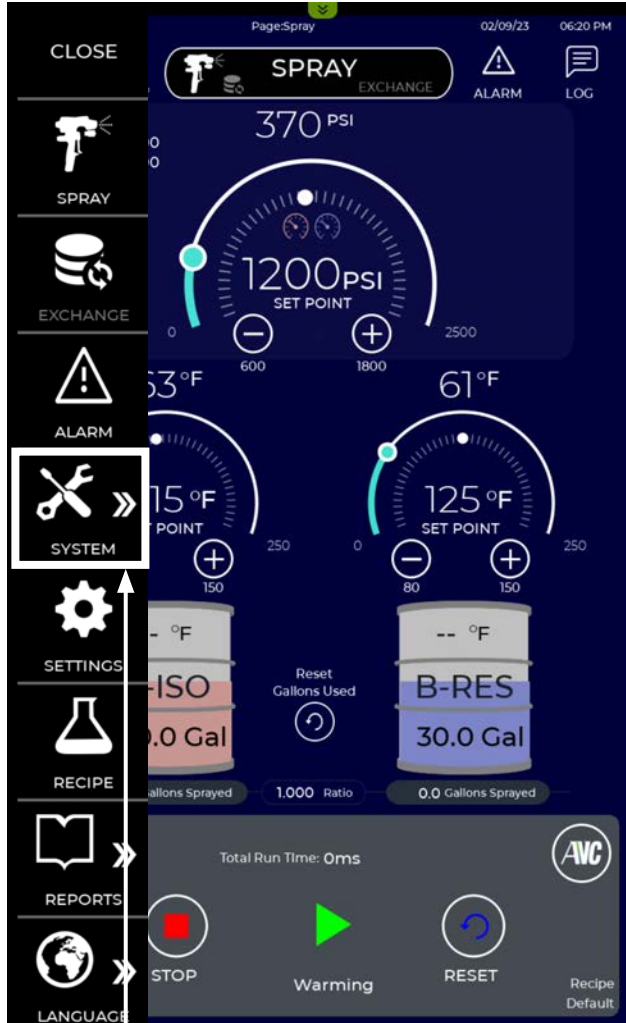 CLOSE
SPRAY
EXCHANGE
ALARM
SYSTEM
SETTINGS
RECIPE
REPORTS
LANGUAGE
Page:Spray
02/09/23 06:20 PM
SPRAY
EXCHANGE
ALARM
LOG
370 PSI
1200 PSI
SET POINT
0 2500
600 1800
°F
61 °F
15 °F
POINT
250
150
125 °F
SET POINT
0 250
80 150
-- °F
-ISO
.0 Gal
Reset
Gallons Used
-- °F
B-RES
30.0 Gal
Gallons Sprayed
1.000 Ratio
0.0 Gallons Sprayed
Total Run TIme: 0ms
AVC
STOP
Warming
RESET
Recipe
Default